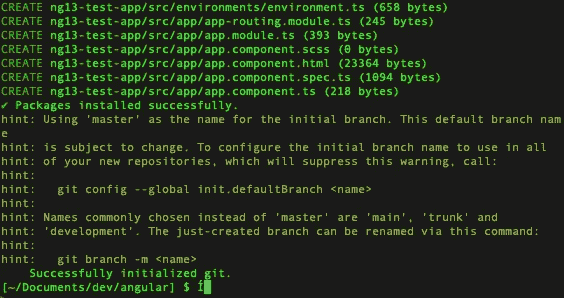 CREATE ng13-test-app/src/environments/environment.ts (658 bytes)
CREATE ng13-test-app/src/app/app-routing.module.ts (245 bytes)
CREATE ng13-test-app/src/app/app.module.ts (393 bytes)
CREATE ng13-test-app/src/app/app.component.scss (0 bytes)
CREATE ng13-test-app/src/app/app.component.html (23364 bytes)
CREATE ng13-test-app/src/app/app.component.spec.ts (1094 bytes)
CREATE ng13-test-app/src/app/app.component.ts (218 bytes)
✔ Packages installed successfully.
hint: Using 'master' as the name for the initial branch. This default branch nam
e
hint: is subject to change. To configure the initial branch name to use in all
hint: of your new repositories, which will suppress this warning, call:
hint:
hint:   git config --global init.defaultBranch <name>
hint:
hint: Names commonly chosen instead of 'master' are 'main', 'trunk' and
hint: 'development'. The just-created branch can be renamed via this command:
hint:
hint:   git branch -m <name>
    Successfully initialized git.
[~/Documents/dev/angular] $